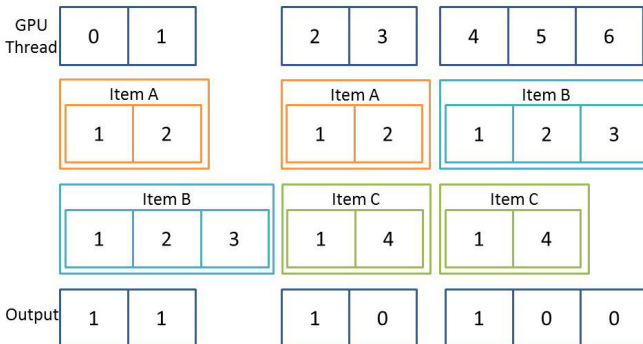 GPU Thread 0 1 2 3 4 5 6
Item A Item A Item B
1 2 1 2 1 2 3
Item B Item C Item C
1 2 3 1 4 1 4
Output 1 1 1 0 1 0 0